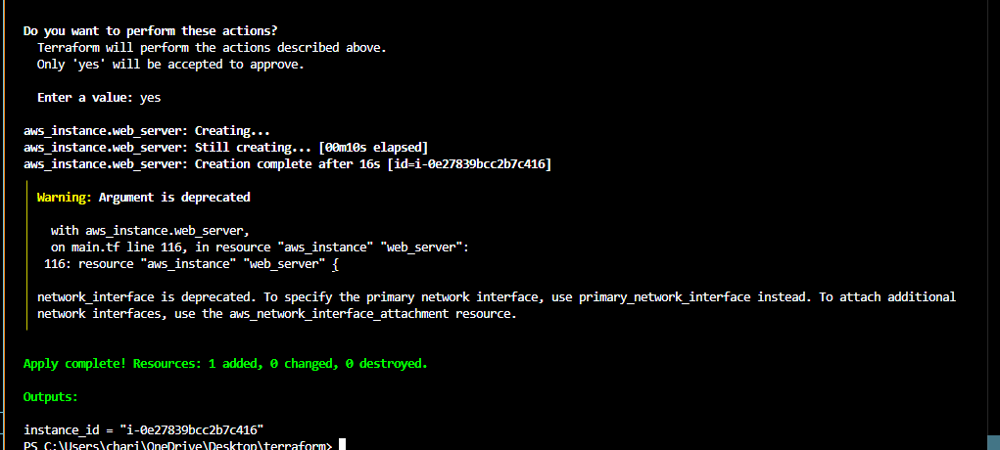 Do you want to perform these actions?
Terraform will perform the actions described above.
Only 'yes' will be accepted to approve.
Enter a value: yes
aws_instance.web_server: Creating...
aws_instance.web_server: Still creating... [00m10s elapsed]
aws_instance.web_server: Creation complete after 16s [id=i-0e27839bcc2b7c416]
Warning: Argument is deprecated
with aws_instance.web_server,
on main.tf line 116, in resource "aws_instance" "web_server":
116: resource "aws_instance" "web_server" {
network_interface is deprecated. To specify the primary network interface, use primary_network_interface instead. To attach additional
network interfaces, use the aws_network_interface_attachment resource.
Apply complete! Resources: 1 added, 0 changed, 0 destroyed.
Outputs:
instance_id = "i-0e27839bcc2b7c416"
PS C:\Users\chari\OneDrive\Desktop\terraform>